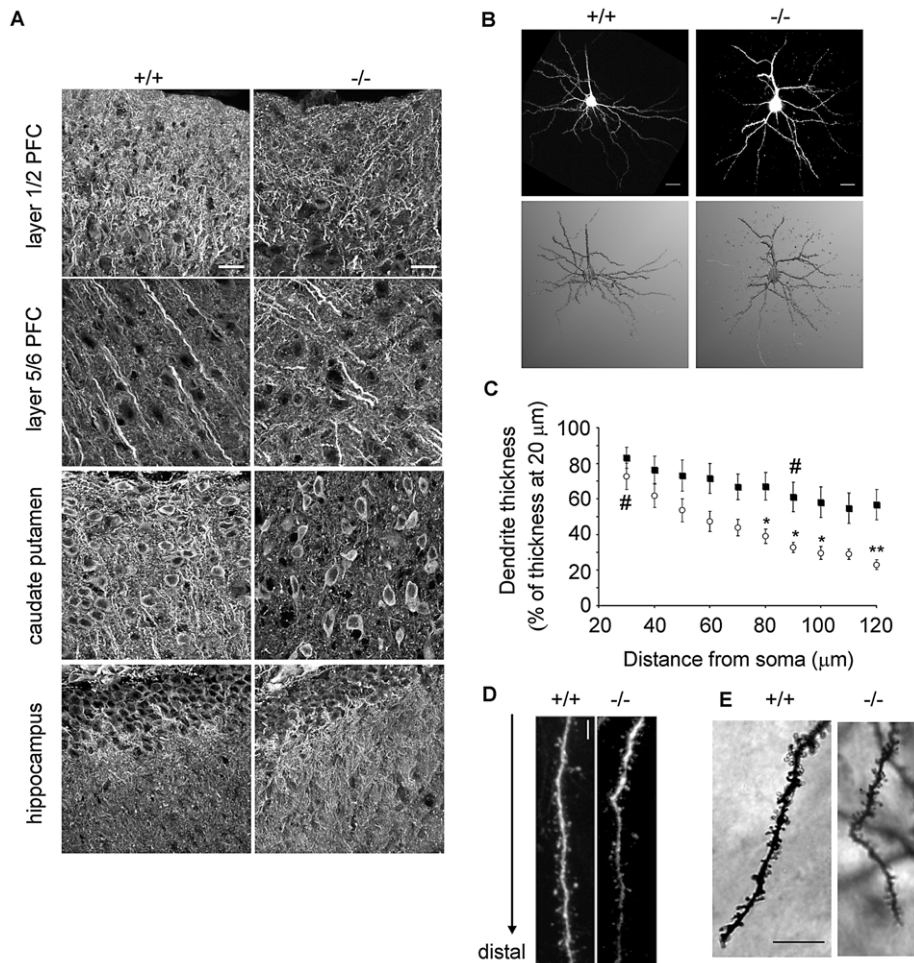 A
+/+
-/-
layer 1/2 PFC
layer 5/6 PFC
caudate putamen
hippocampus
B
+/+
-/-
C
Dendrite thickness
(% of thickness at 20 μm)
100
80
60
40
20
0
#
#
*
*
*
**
20
40
60
80
100
120
Distance from soma (μm)
D
+/+
-/-
distal
E
+/+
-/-